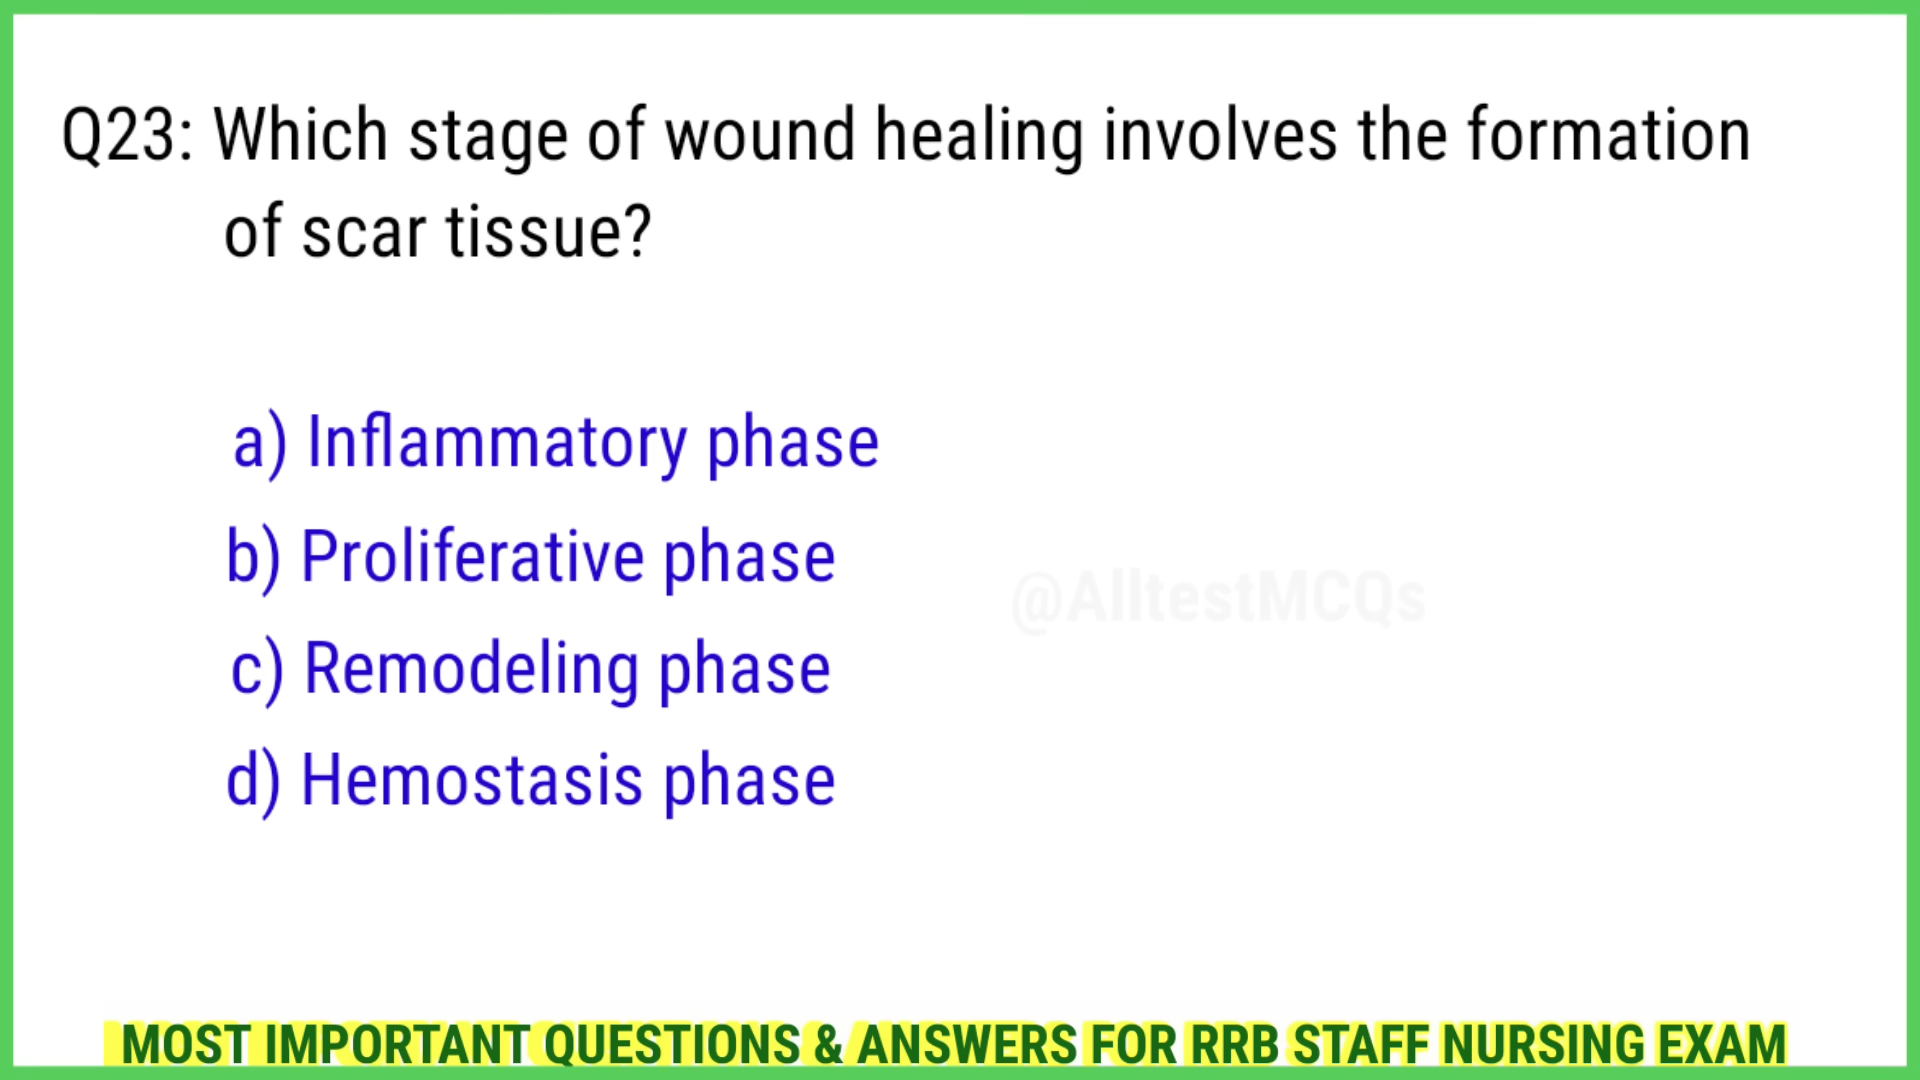 Q23: Which stage of wound healing involves the formation
of scar tissue?
a) Inflammatory phase
b) Proliferative phase
@AlltestMCQs
c) Remodeling phase
d) Hemostasis phase
MOST IMPORTANT QUESTIONS & ANSWERS FOR RRB STAFF NURSING EXAM